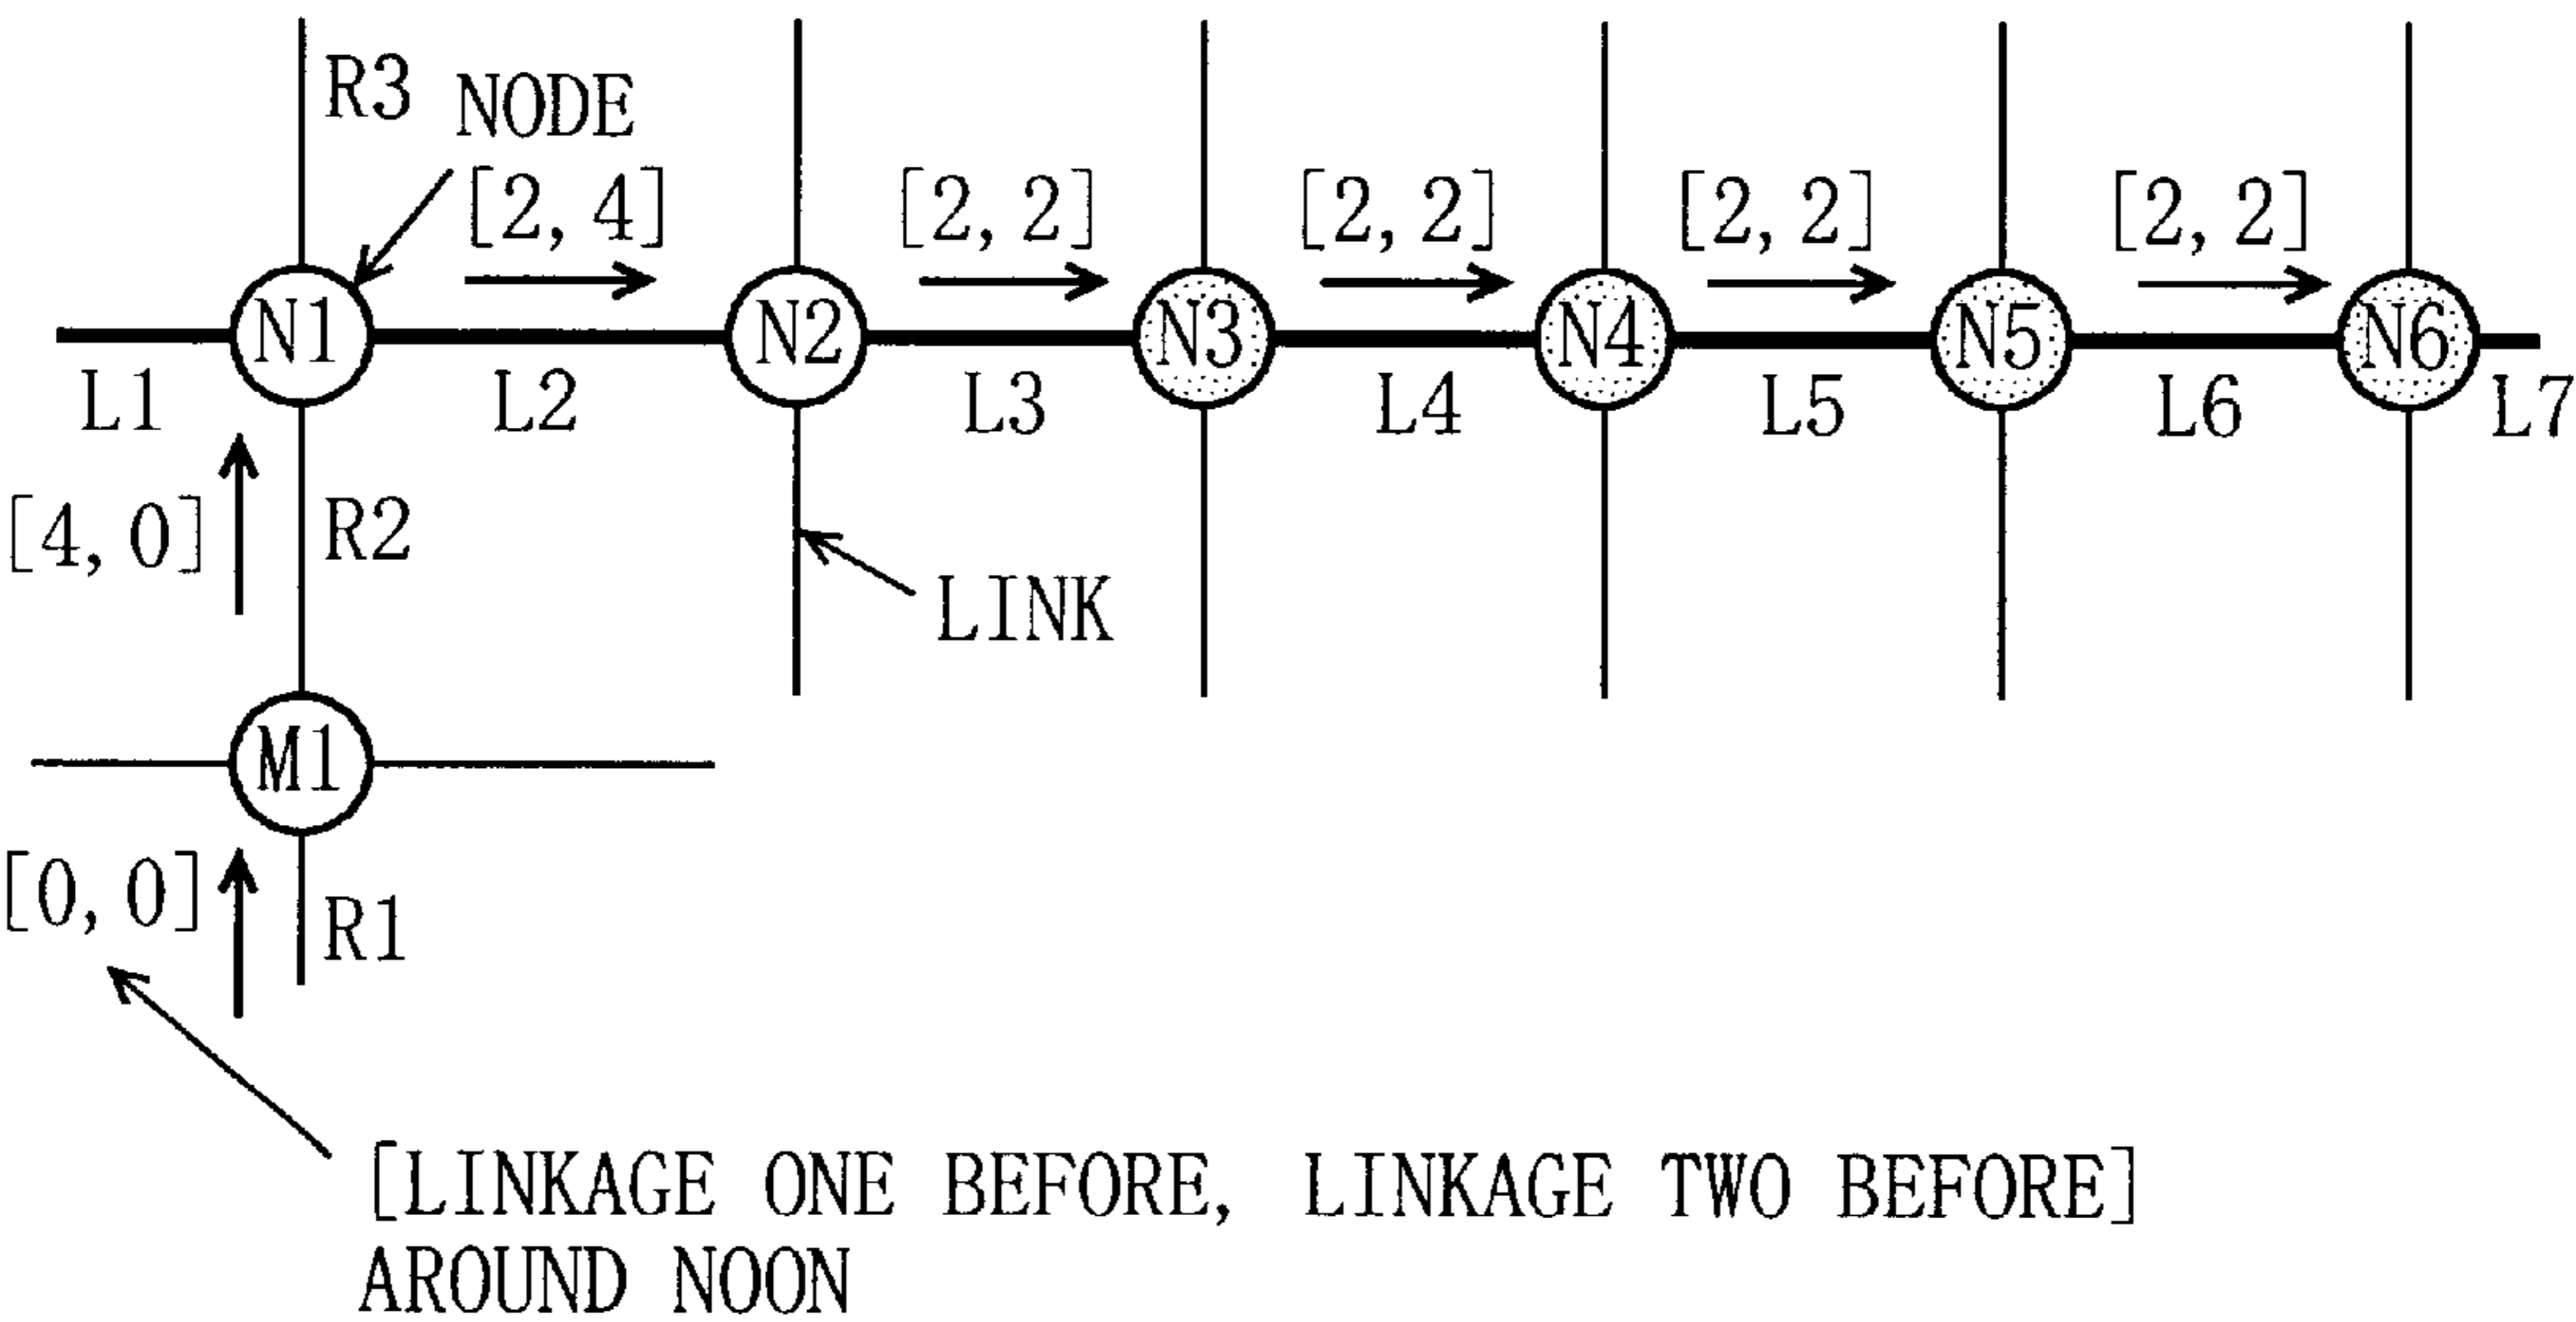 R3
NODE
[2,4]
[2,2]
[2,2]
[2,2]
[2,2]
N1
N2
N3
N4
N5
N6
L1
L2
L3
L4
L5
L6
L7
[4,0]
R2
LINK
M1
[0,0]
R1
[LINKAGE ONE BEFORE, LINKAGE TWO BEFORE]
AROUND NOON